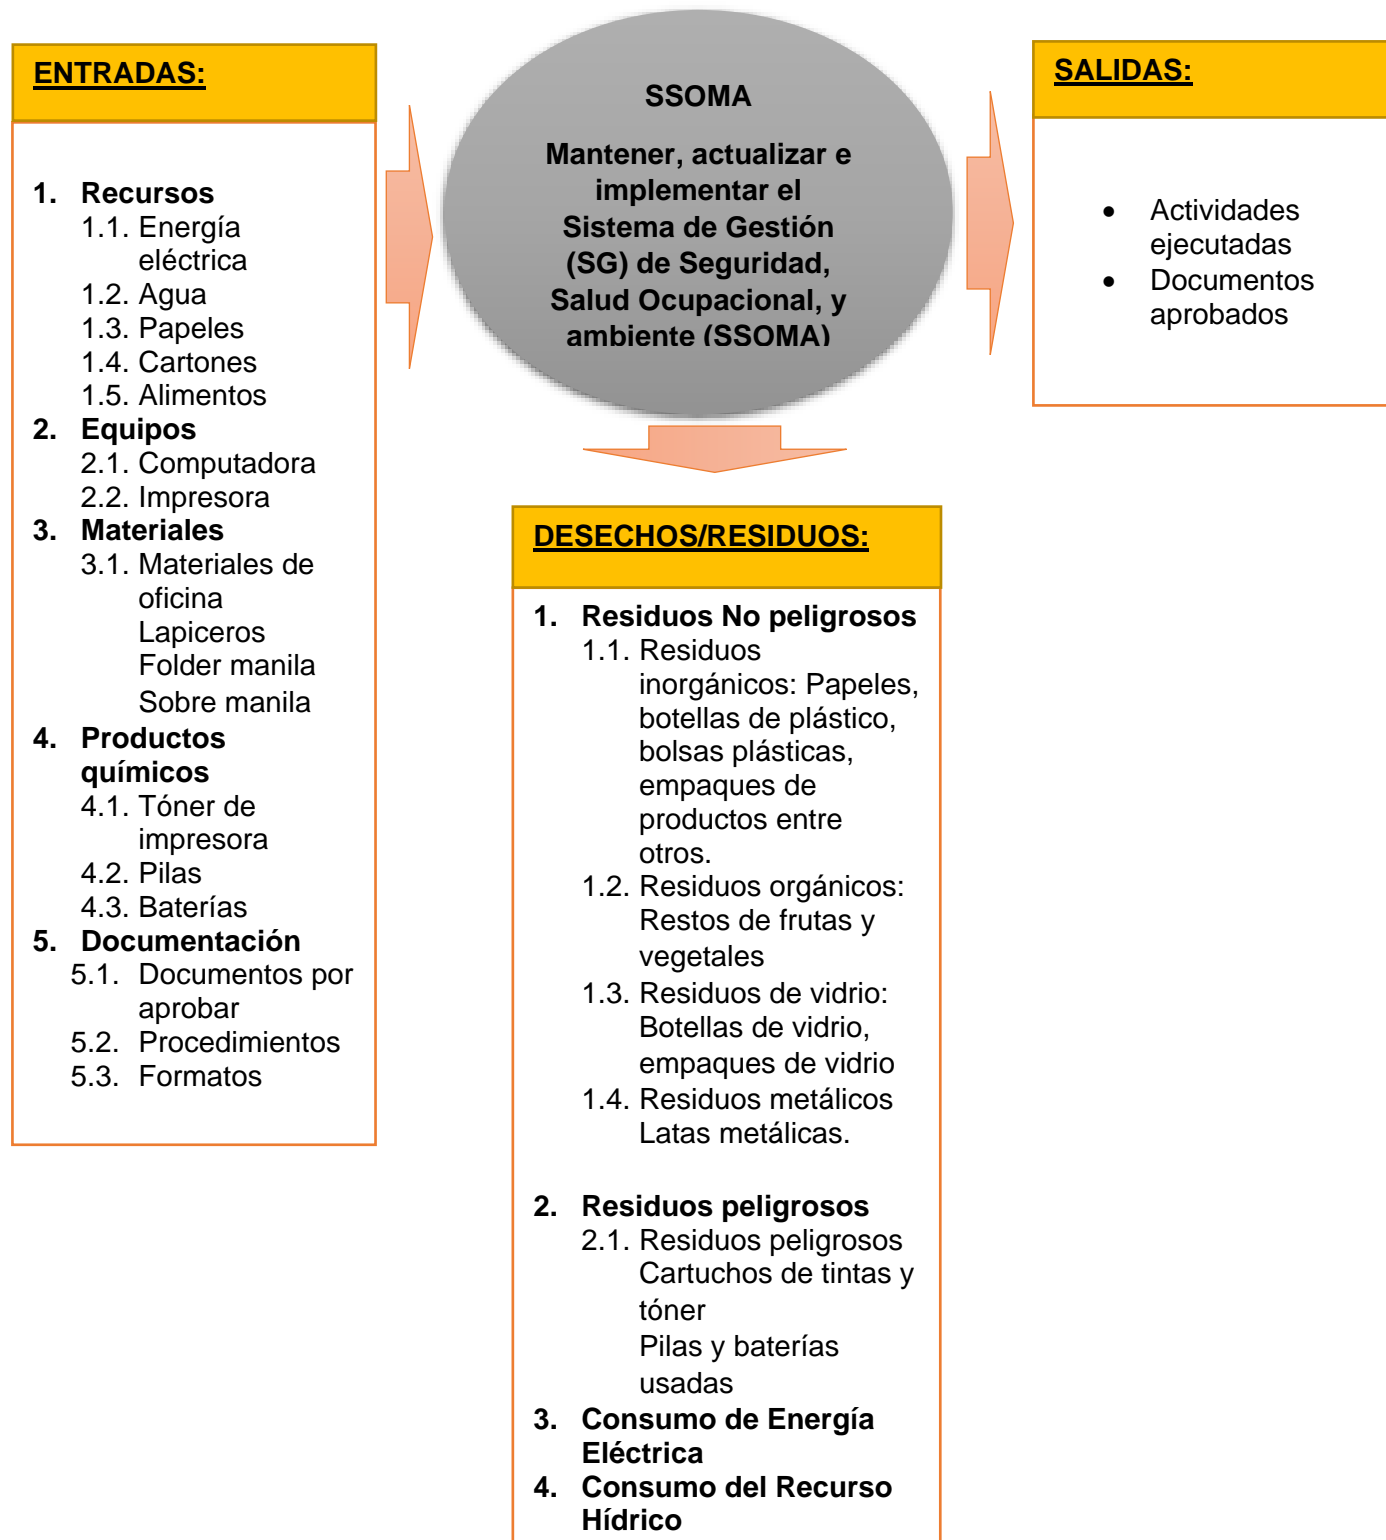 ENTRADAS:
1. Recursos
1.1. Energía
eléctrica
1.2. Agua
1.3. Papeles
1.4. Cartones
1.5. Alimentos
2. Equipos
2.1. Computadora
2.2. Impresora
3. Materiales
3.1. Materiales de
oficina
Lapiceros
Folder manila
Sobre manila
4. Productos
químicos
4.1. Tóner de
impresora
4.2. Pilas
4.3. Baterías
5. Documentación
5.1. Documentos por
aprobar
5.2. Procedimientos
5.3. Formatos
SSOMA
Mantener, actualizar e
implementar el
Sistema de Gestión
(SG) de Seguridad,
Salud Ocupacional, y
ambiente (SSOMA)
SALIDAS:
• Actividades
ejecutadas
• Documentos
aprobados
DESECHOS/RESIDUOS:
1. Residuos No peligrosos
1.1. Residuos
inorgánicos: Papeles,
botellas de plástico,
bolsas plásticas,
empaques de
productos entre
otros.
1.2. Residuos orgánicos:
Restos de frutas y
vegetales
1.3. Residuos de vidrio:
Botellas de vidrio,
empaques de vidrio
1.4. Residuos metálicos
Latas metálicas.
2. Residuos peligrosos
2.1. Residuos peligrosos
Cartuchos de tintas y
tóner
Pilas y baterías
usadas
3. Consumo de Energía
Eléctrica
4. Consumo del Recurso
Hídrico